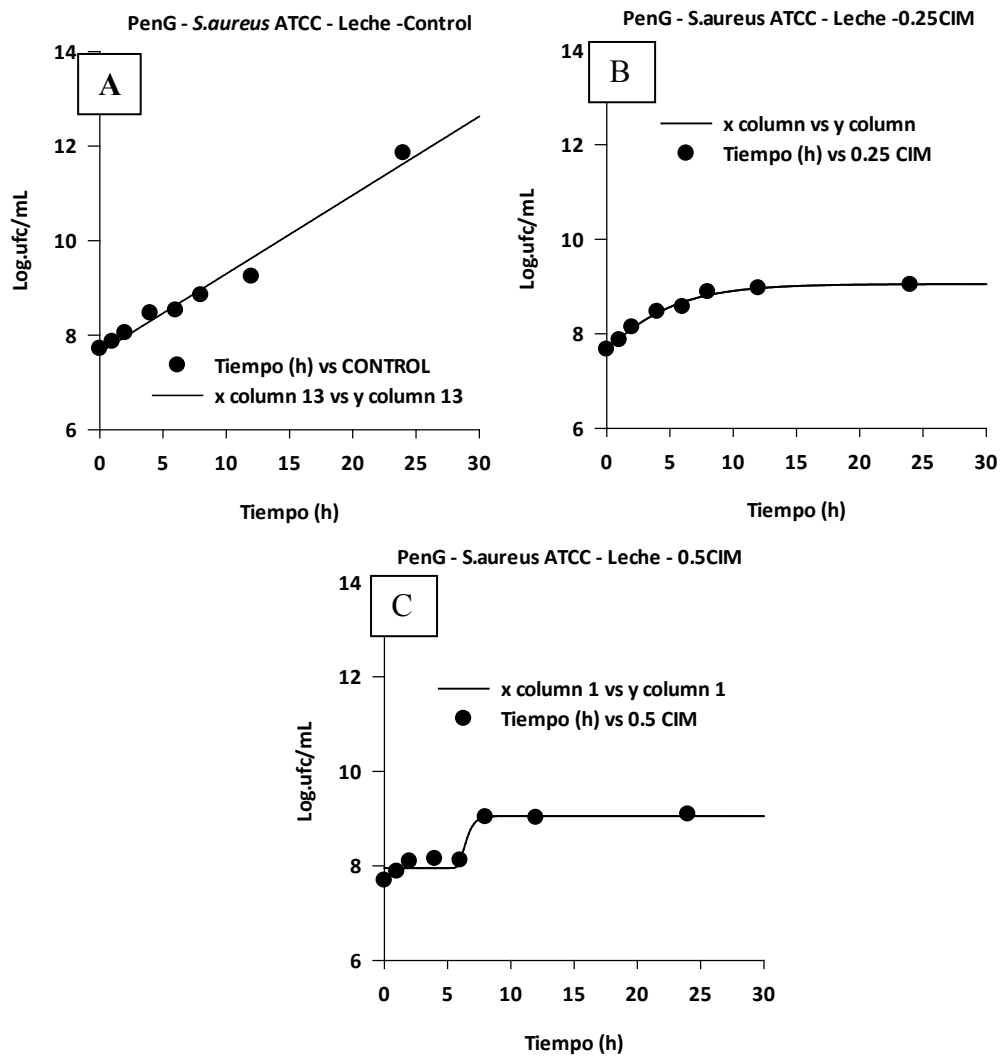 PenG - S.aureus ATCC - Leche -Control
14
A
12
10
8
6
Log.ufc/mL
Tiempo (h) vs CONTROL
x column 13 vs y column 13
0 5 10 15 20 25 30
Tiempo (h)
PenG - S.aureus ATCC - Leche -0.25CIM
14
B
12
10
8
6
Log.ufc/mL
x column vs y column
Tiempo (h) vs 0.25 CIM
0 5 10 15 20 25 30
Tiempo (h)
PenG - S.aureus ATCC - Leche - 0.5CIM
14
C
12
10
8
6
Log.ufc/mL
x column 1 vs y column 1
Tiempo (h) vs 0.5 CIM
0 5 10 15 20 25 30
Tiempo (h)